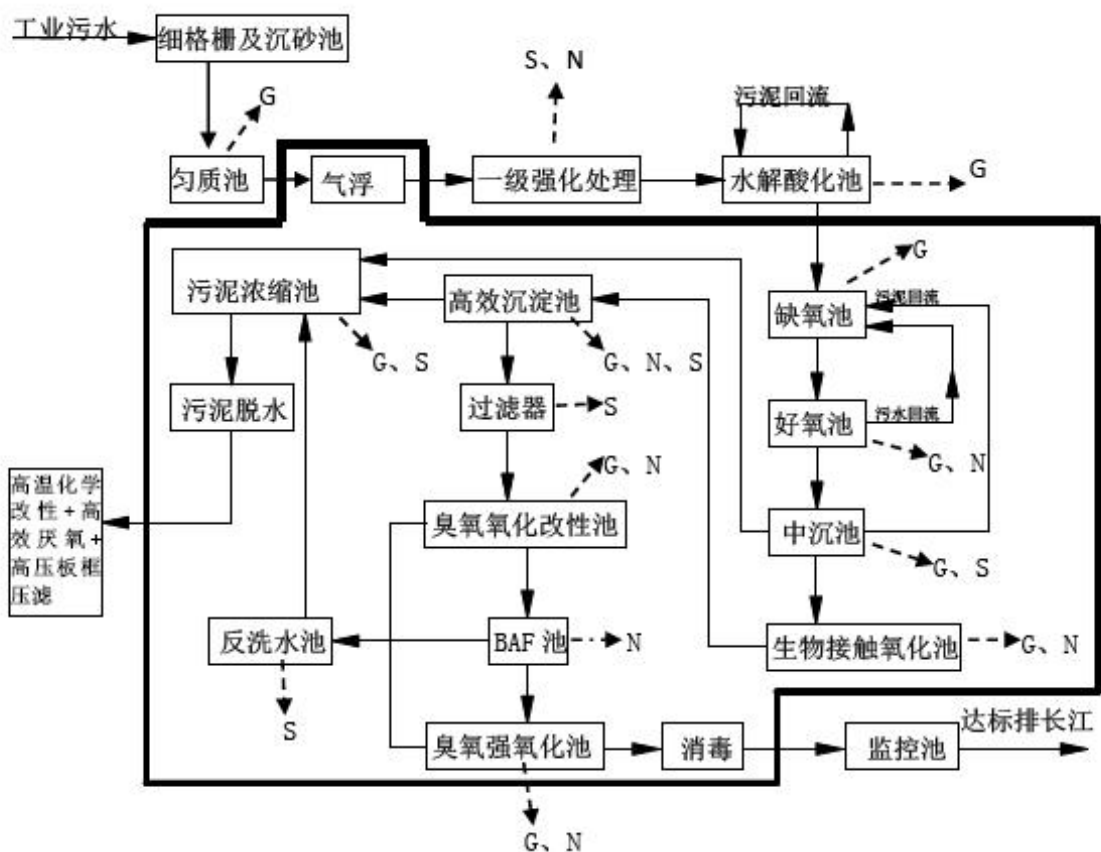 工业污水
细格栅及沉砂池
S、N
G
污泥回流
匀质池
气浮
一级强化处理
水解酸化池
G
G
污泥浓缩池
高效沉淀池
缺氧池
污泥回流
G、S
G、N、S
污泥脱水
过滤器
S
好氧池
污水回流
G、N
G、N
高温化学
改性+高
效厌氧+
高压板框
压滤
臭氧氧化改性池
中沉池
G、S
反洗水池
BAF 池
N
生物接触氧化池
G、N
S
臭氧强氧化池
消毒
监控池
达标排长江
G、N